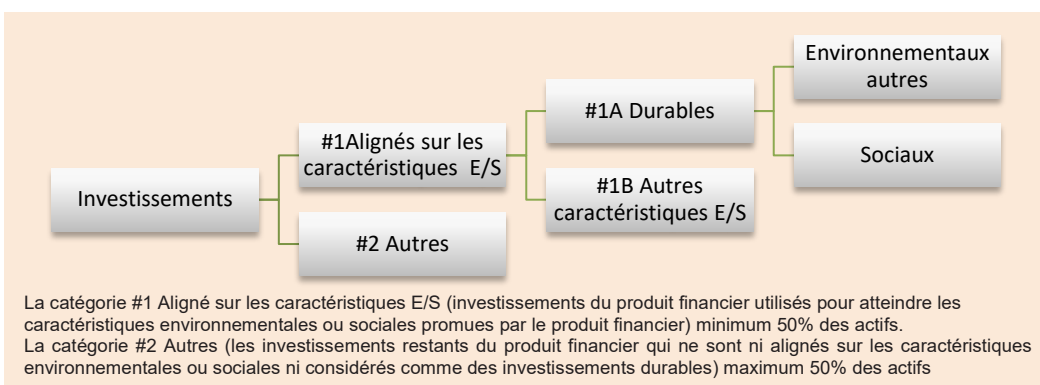 Investissements
#1Alignés sur les
caractéristiques E/S
#2 Autres
#1A Durables
#1B Autres
caractéristiques E/S
Environnementaux
autres
Sociaux
La catégorie #1 Aligné sur les caractéristiques E/S (investissements du produit financier utilisés pour atteindre les
caractéristiques environnementales ou sociales promues par le produit financier) minimum 50% des actifs.
La catégorie #2 Autres (les investissements restants du produit financier qui ne sont ni alignés sur les caractéristiques
environnementales ou sociales ni considérés comme des investissements durables) maximum 50% des actifs